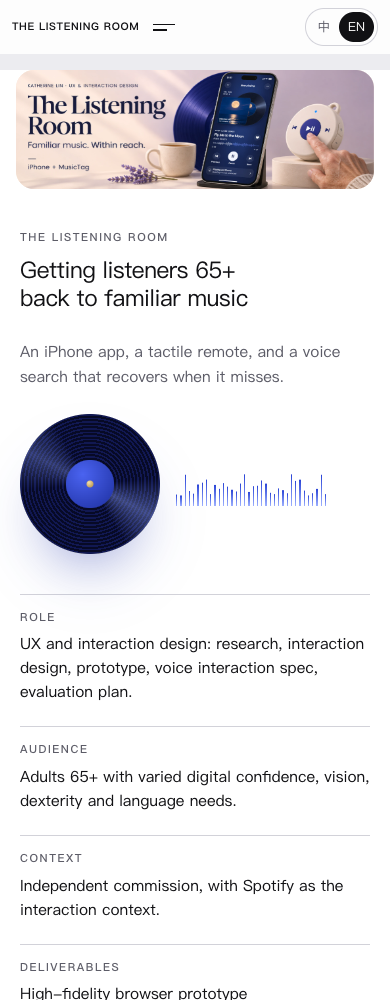 THE LISTENING ROOM
中 EN
KATHERINE LIN · UX & INTERACTION DESIGN
The Listening
Room
Familiar music. Within reach.
iPhone + MusicTag
THE LISTENING ROOM
Getting listeners 65+
back to familiar music
An iPhone app, a tactile remote, and a voice
search that recovers when it misses.
ROLE
UX and interaction design: research, interaction
design, prototype, voice interaction spec,
evaluation plan.
AUDIENCE
Adults 65+ with varied digital confidence, vision,
dexterity and language needs.
CONTEXT
Independent commission, with Spotify as the
interaction context.
DELIVERABLES
High-fidelity browser prototype